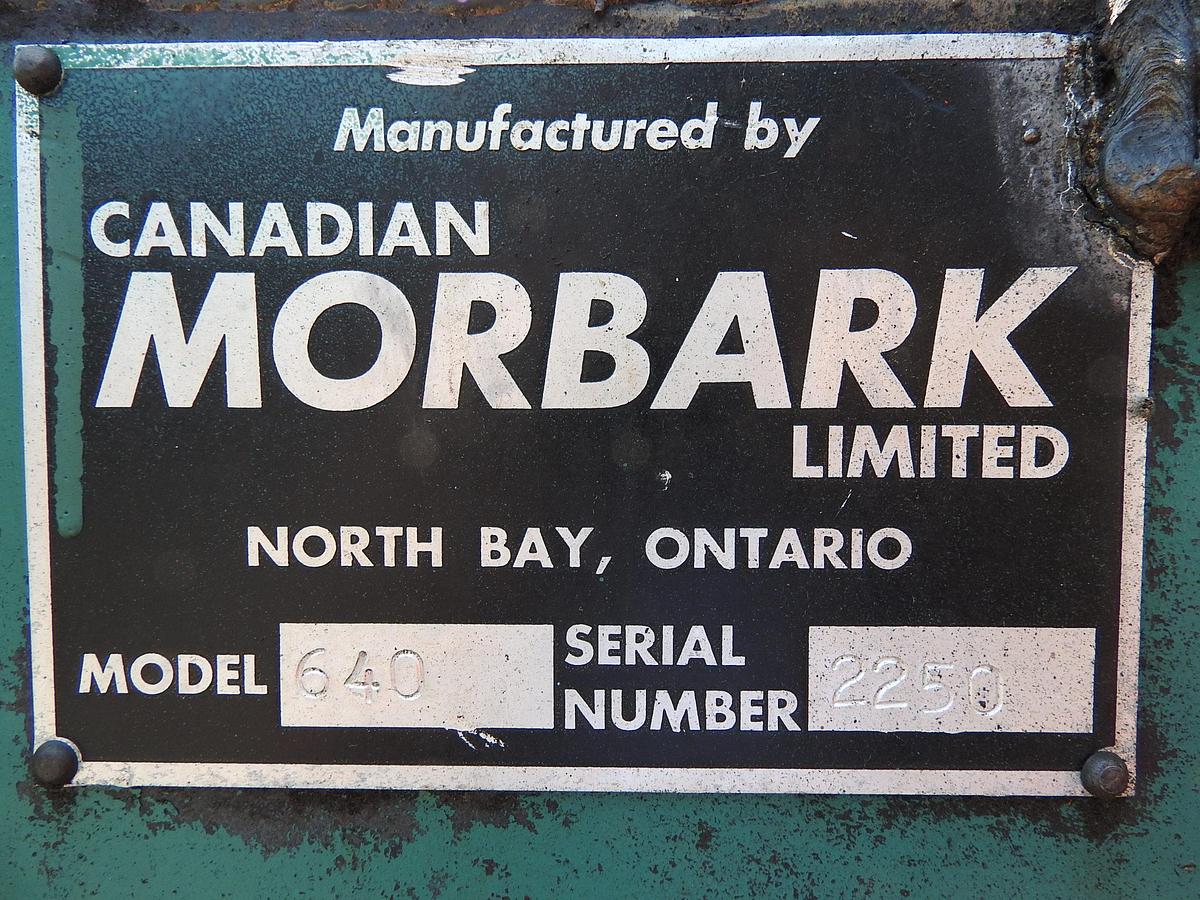 Manufactured by
CANADIAN
MORBARK
LIMITED
NORTH BAY, ONTARIO
MODEL 640 SERIAL NUMBER 2250